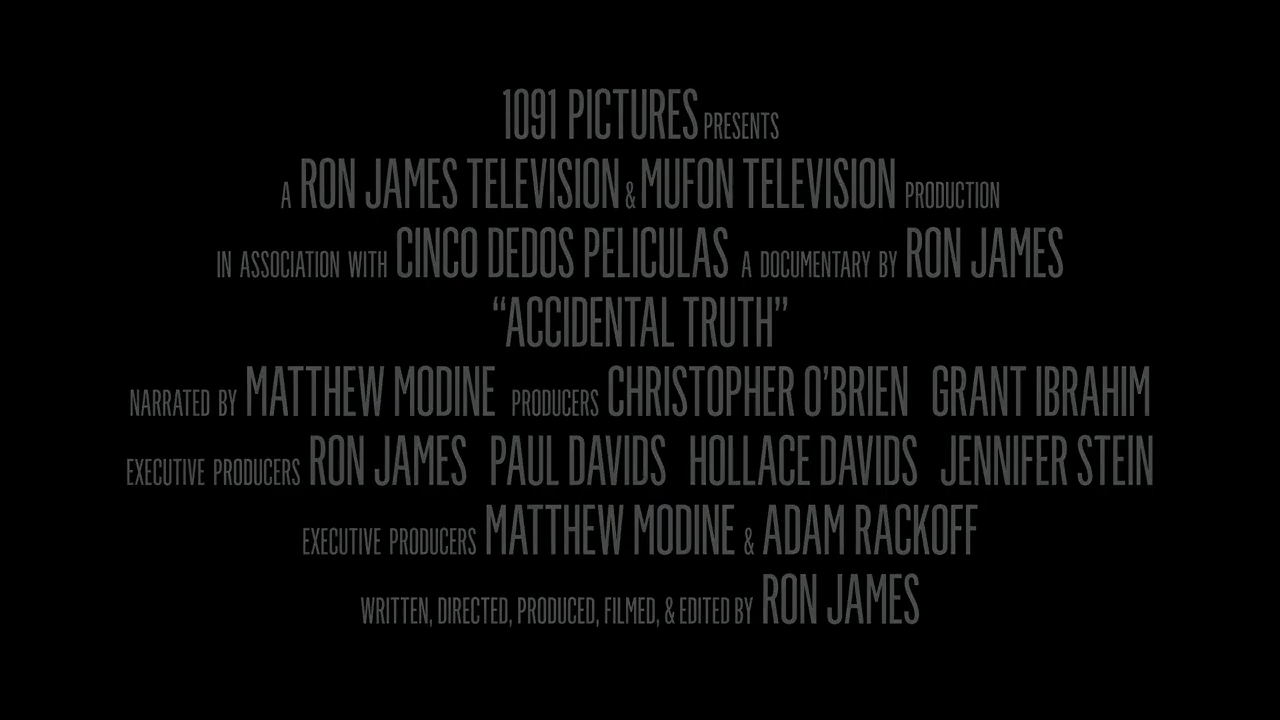 1091 PICTURES PRESENTS
A RON JAMES TELEVISION & MUFON TELEVISION PRODUCTION
IN ASSOCIATION WITH CINCO DEDOS PELICULAS A DOCUMENTARY BY RON JAMES
“ACCIDENTAL TRUTH”
NARRATED BY MATTHEW MODINE PRODUCERS CHRISTOPHER O’BRIEN GRANT IBRAHIM
EXECUTIVE PRODUCERS RON JAMES PAUL DAVIDS HOLLACE DAVIDS JENNIFER STEIN
EXECUTIVE PRODUCERS MATTHEW MODINE & ADAM RACKOFF
WRITTEN, DIRECTED, PRODUCED, FILMED, & EDITED BY RON JAMES